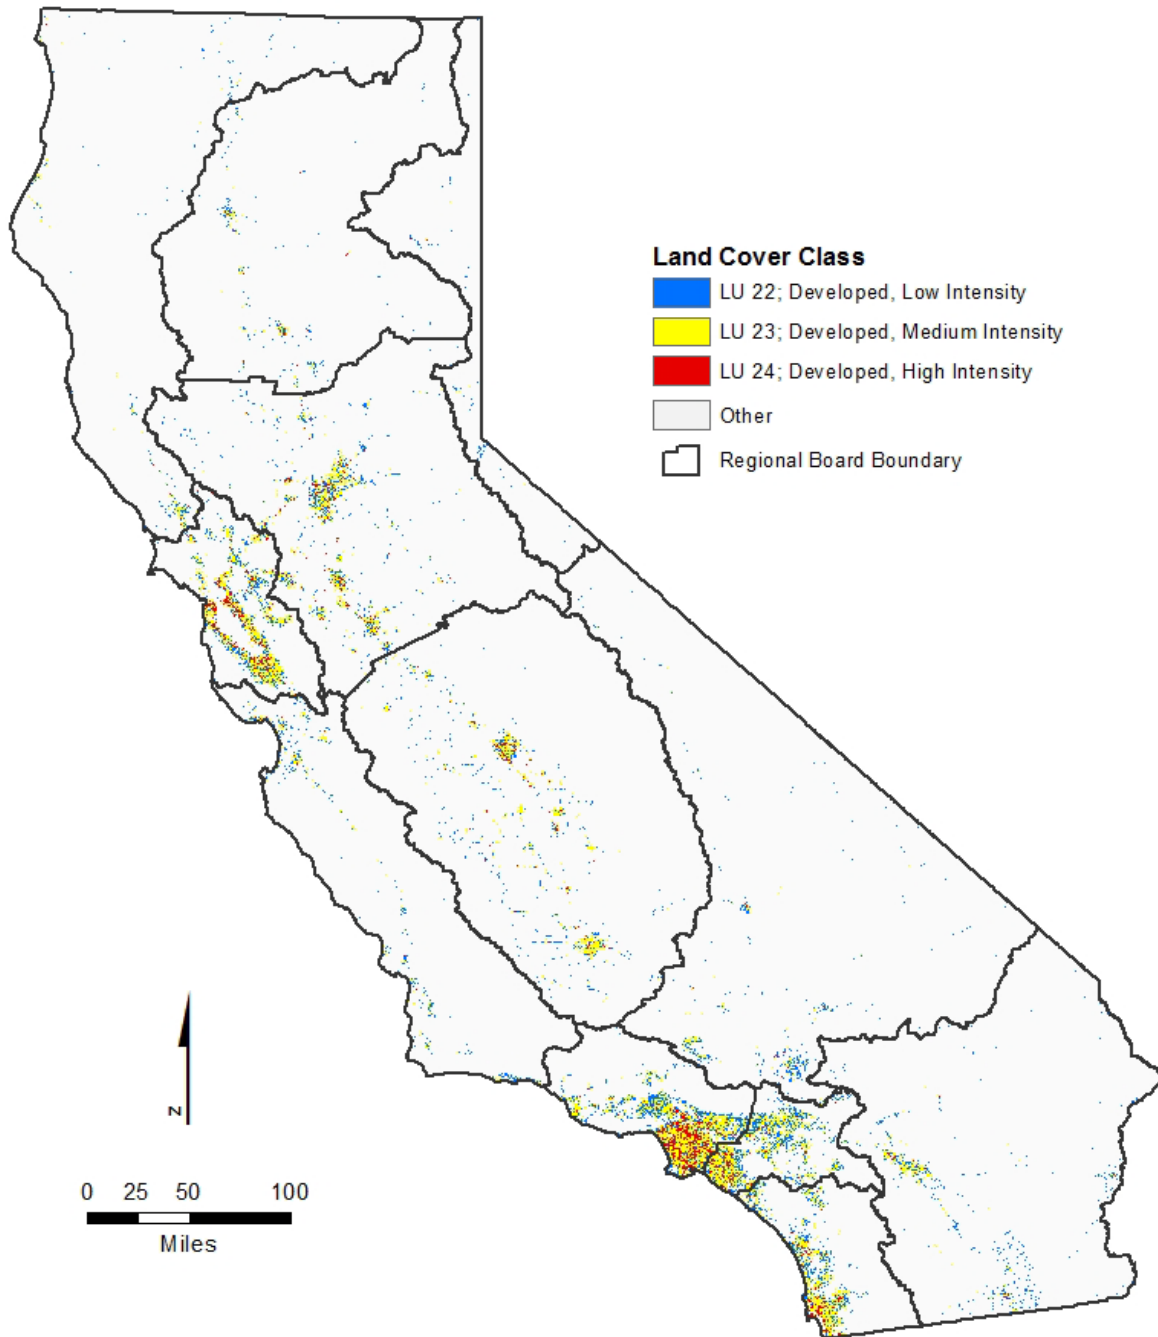 Land Cover Class
LU 22; Developed, Low Intensity
LU 23; Developed, Medium Intensity
LU 24; Developed, High Intensity
Other
Regional Board Boundary
N
0 25 50 100
Miles